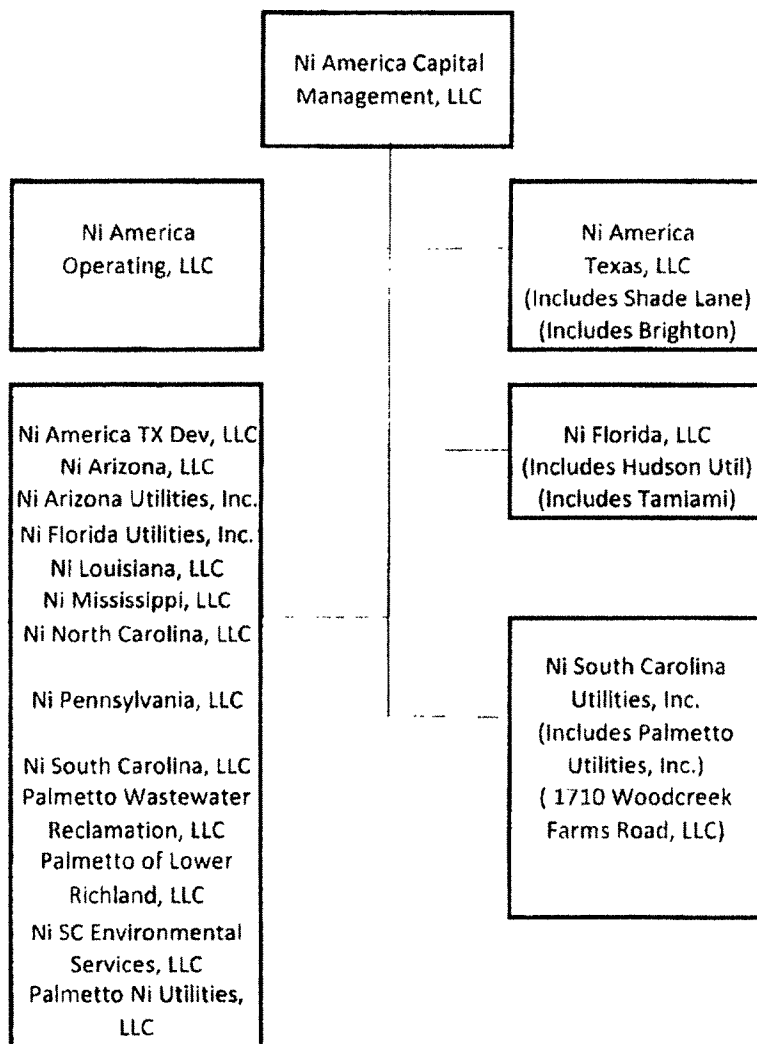 Ni America Capital
Management, LLC
Ni America
Operating, LLC
Ni America
Texas, LLC
(Includes Shade Lane)
(Includes Brighton)
Ni America TX Dev, LLC
Ni Arizona, LLC
Ni Arizona Utilities, Inc.
Ni Florida Utilities, Inc.
Ni Louisiana, LLC
Ni Mississippi, LLC
Ni North Carolina, LLC
Ni Pennsylvania, LLC
Ni South Carolina, LLC
Palmetto Wastewater
Reclamation, LLC
Palmetto of Lower
Richland, LLC
Ni SC Environmental
Services, LLC
Palmetto Ni Utilities,
LLC
Ni Florida, LLC
(Includes Hudson Util)
(Includes Tamiami)
Ni South Carolina
Utilities, Inc.
(Includes Palmetto
Utilities, Inc.)
( 1710 Woodcreek
Farms Road, LLC)